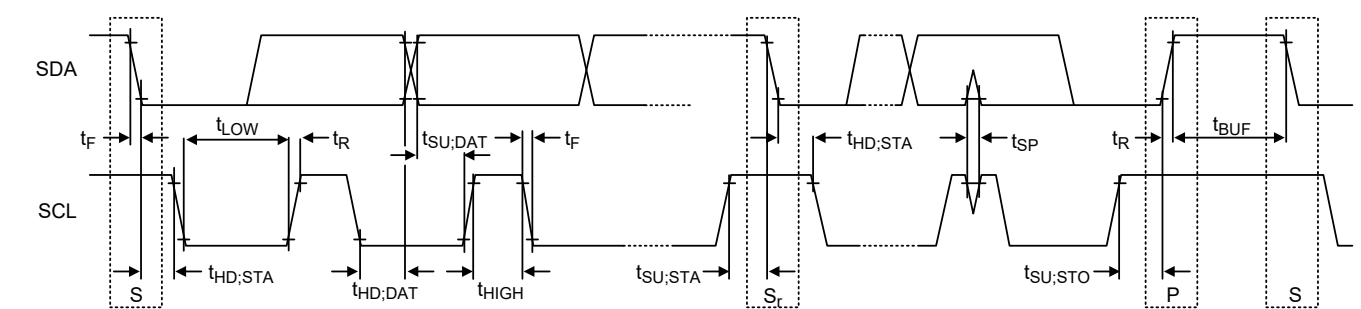 SDA
tF tLOW tR tSU;DAT tF tHD;STA tSP tR tBUF
SCL
tHD;STA tHD;DAT tHIGH tSU;STA tSU;STO
S Sr P S